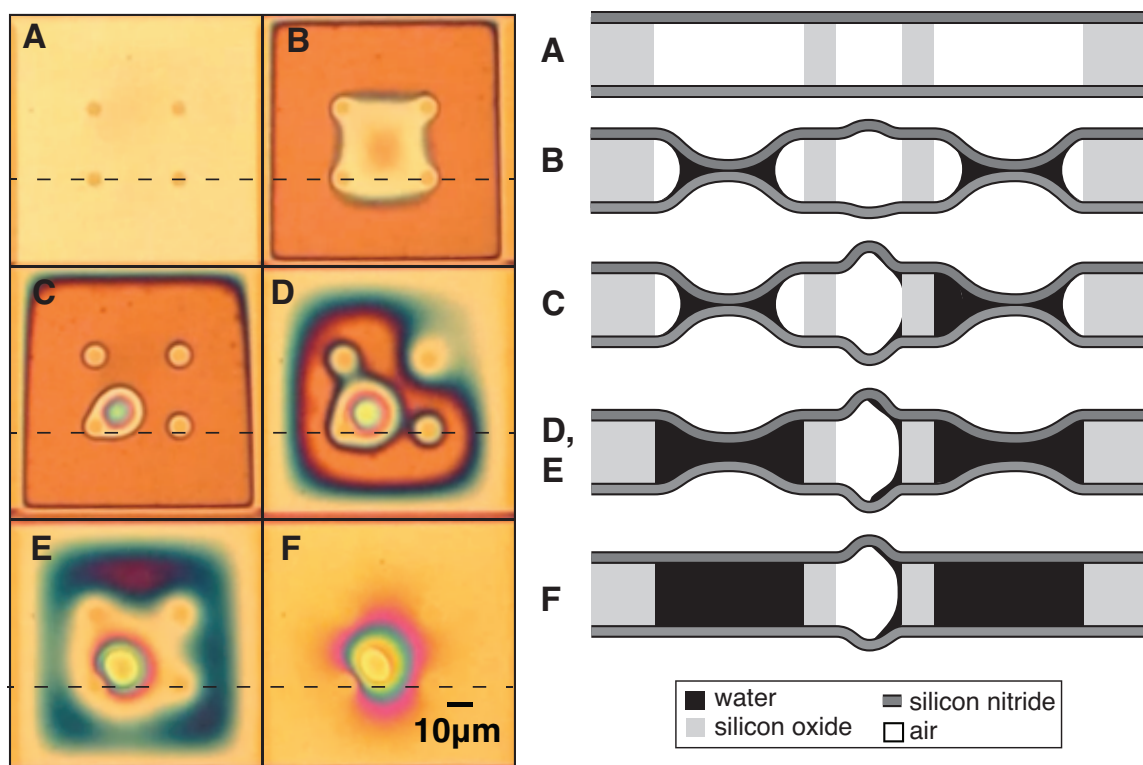 A
B
C
D
E
F
10µm
A
B
C
D,
E
F
water
silicon nitride
silicon oxide
air